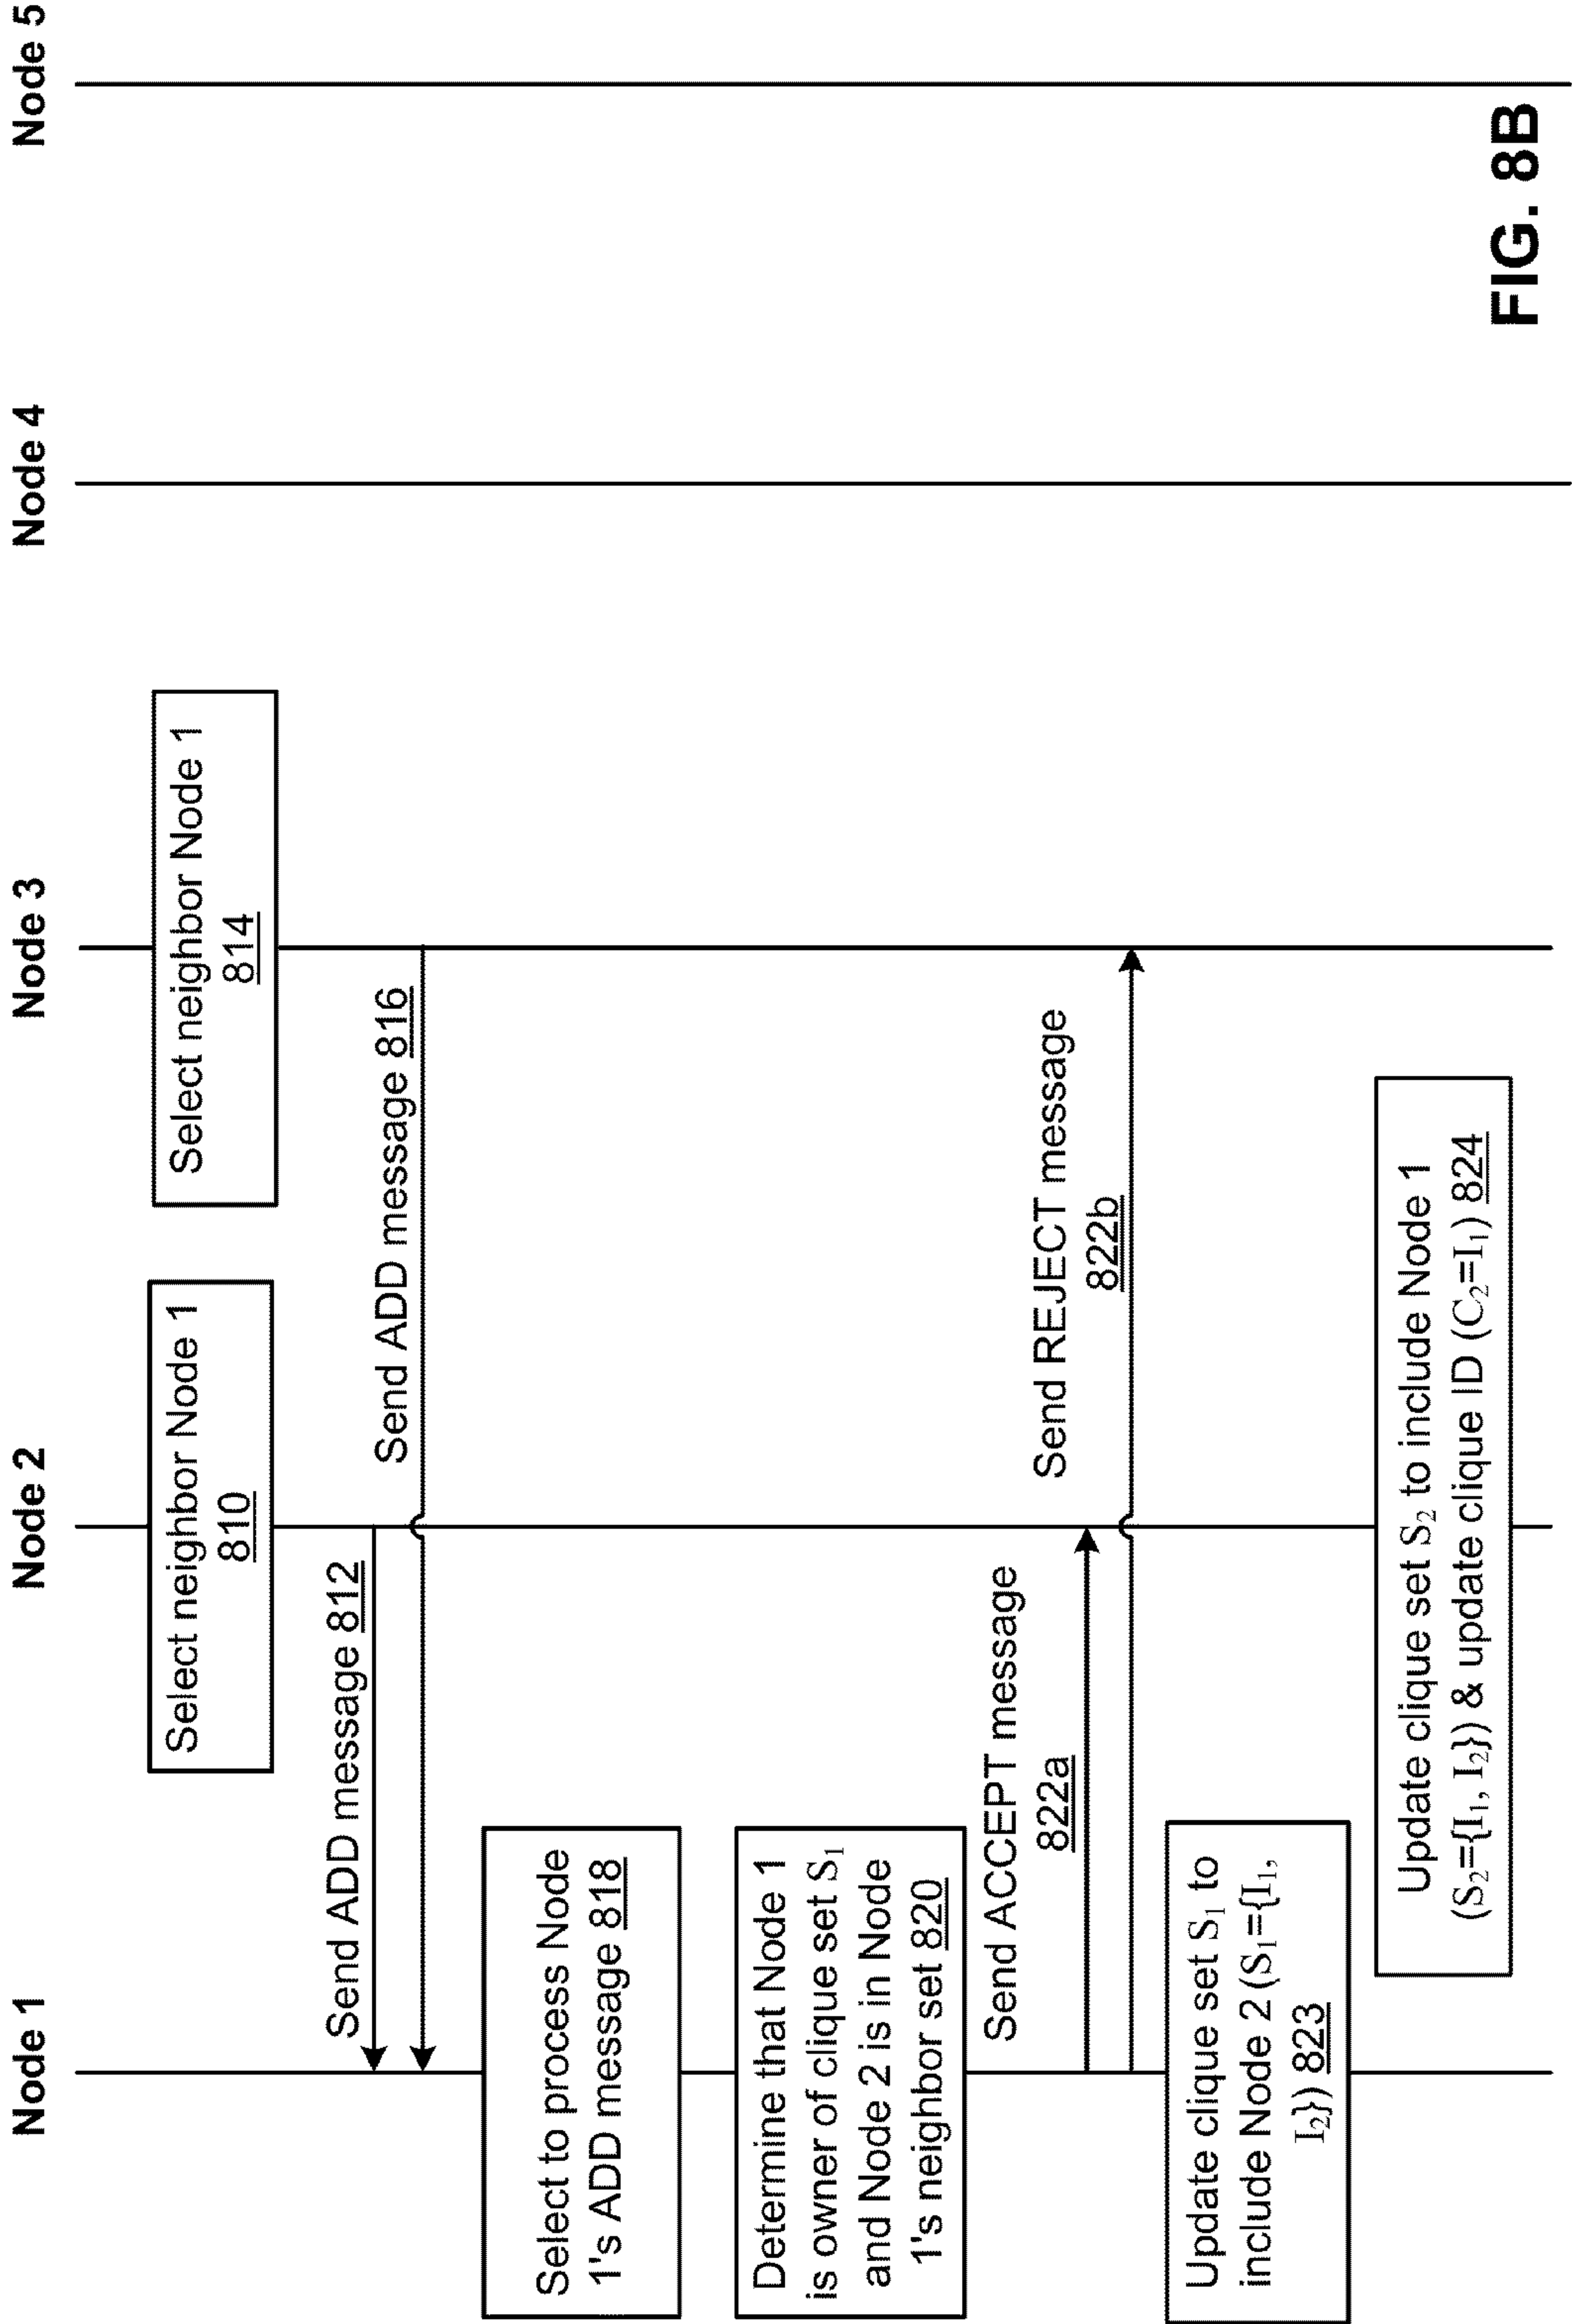 Node 1
Node 2
Node 3
Node 4
Node 5
Select neighbor Node 1
810
Select neighbor Node 1
814
Send ADD message 812
Send ADD message 816
Select to process Node
1's ADD message 818
Determine that Node 1
is owner of clique set S₁
and Node 2 is in Node
1's neighbor set 820
Send ACCEPT message
822a
Send REJECT message
822b
Update clique set S₁ to
include Node 2 (S₁={I₁,
I₂}) 823
Update clique set S₂ to include Node 1
(S₂={I₁, I₂}) & update clique ID (C₂=I₁) 824
FIG. 8B